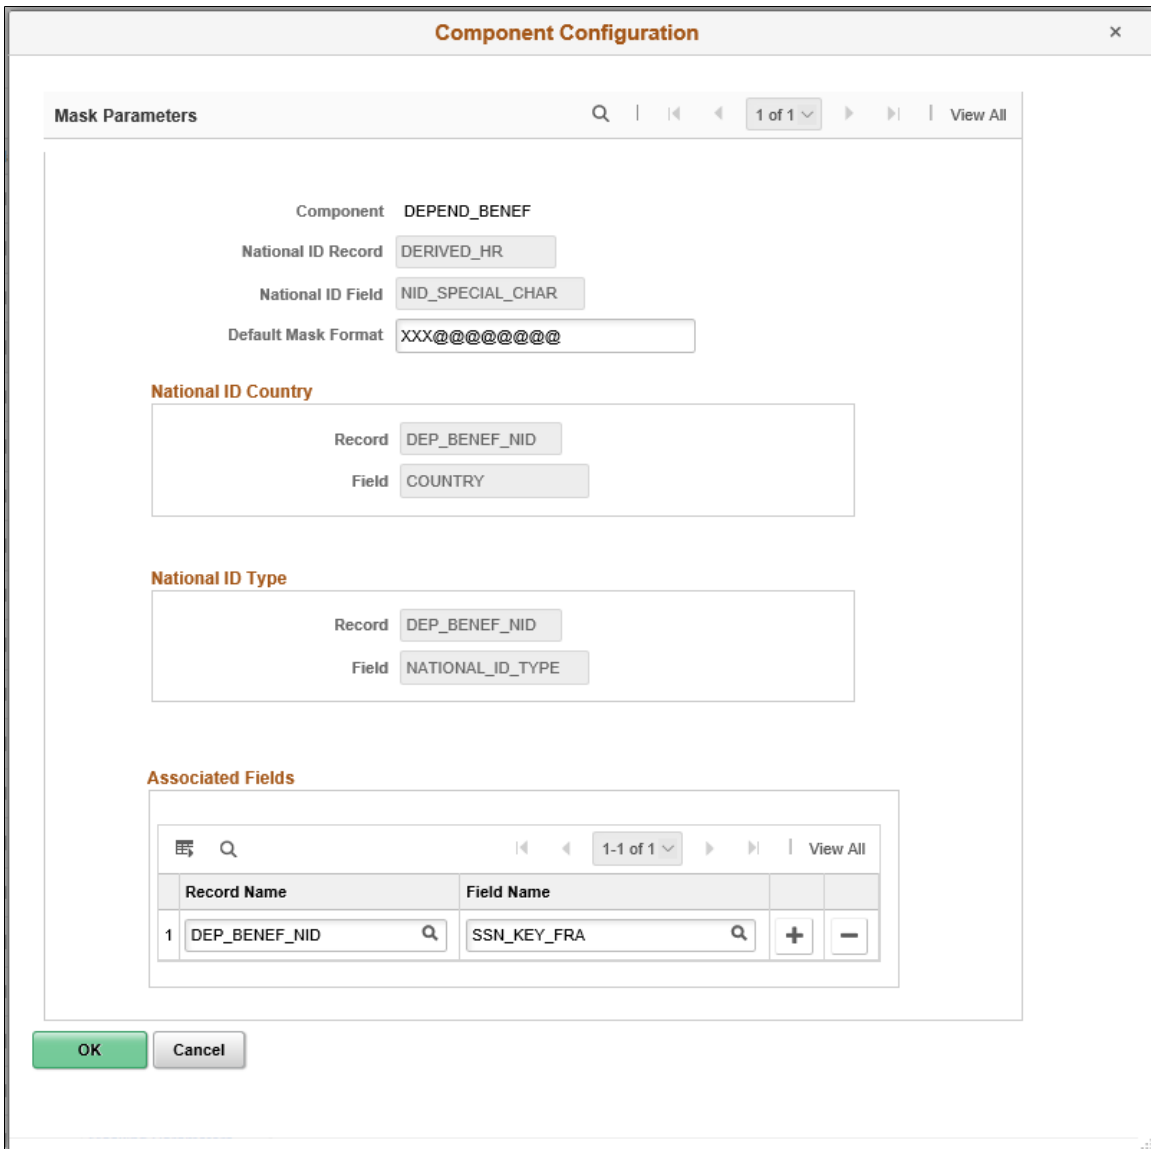 Component Configuration ×
Mask Parameters 1 of 1 View All
Component DEPEND_BENEF
National ID Record DERIVED_HR
National ID Field NID_SPECIAL_CHAR
Default Mask Format XXX@@@@@@@@
National ID Country
Record DEP_BENEF_NID
Field COUNTRY
National ID Type
Record DEP_BENEF_NID
Field NATIONAL_ID_TYPE
Associated Fields
1-1 of 1 View All
Record Name Field Name
1 DEP_BENEF_NID SSN_KEY_FRA
OK Cancel